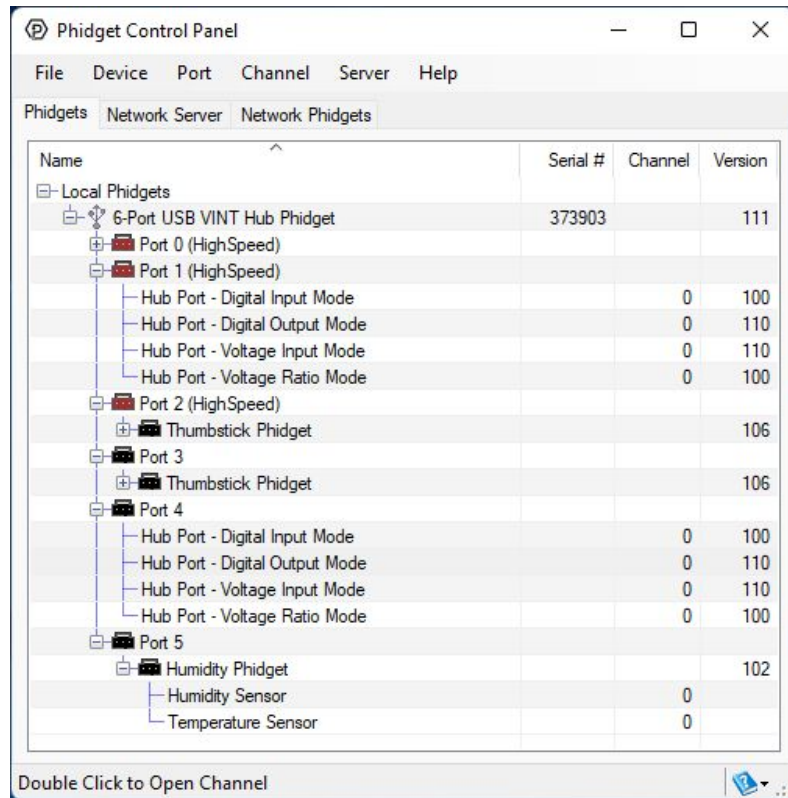 Phidget Control Panel
File Device Port Channel Server Help
Phidgets Network Server Network Phidgets
Name Serial # Channel Version
Local Phidgets
6-Port USB VINT Hub Phidget 373903 111
Port 0 (HighSpeed)
Port 1 (HighSpeed)
Hub Port - Digital Input Mode 0 100
Hub Port - Digital Output Mode 0 110
Hub Port - Voltage Input Mode 0 110
Hub Port - Voltage Ratio Mode 0 100
Port 2 (HighSpeed)
Thumbstick Phidget 106
Port 3
Thumbstick Phidget 106
Port 4
Hub Port - Digital Input Mode 0 100
Hub Port - Digital Output Mode 0 110
Hub Port - Voltage Input Mode 0 110
Hub Port - Voltage Ratio Mode 0 100
Port 5
Humidity Phidget 102
Humidity Sensor 0
Temperature Sensor 0
Double Click to Open Channel